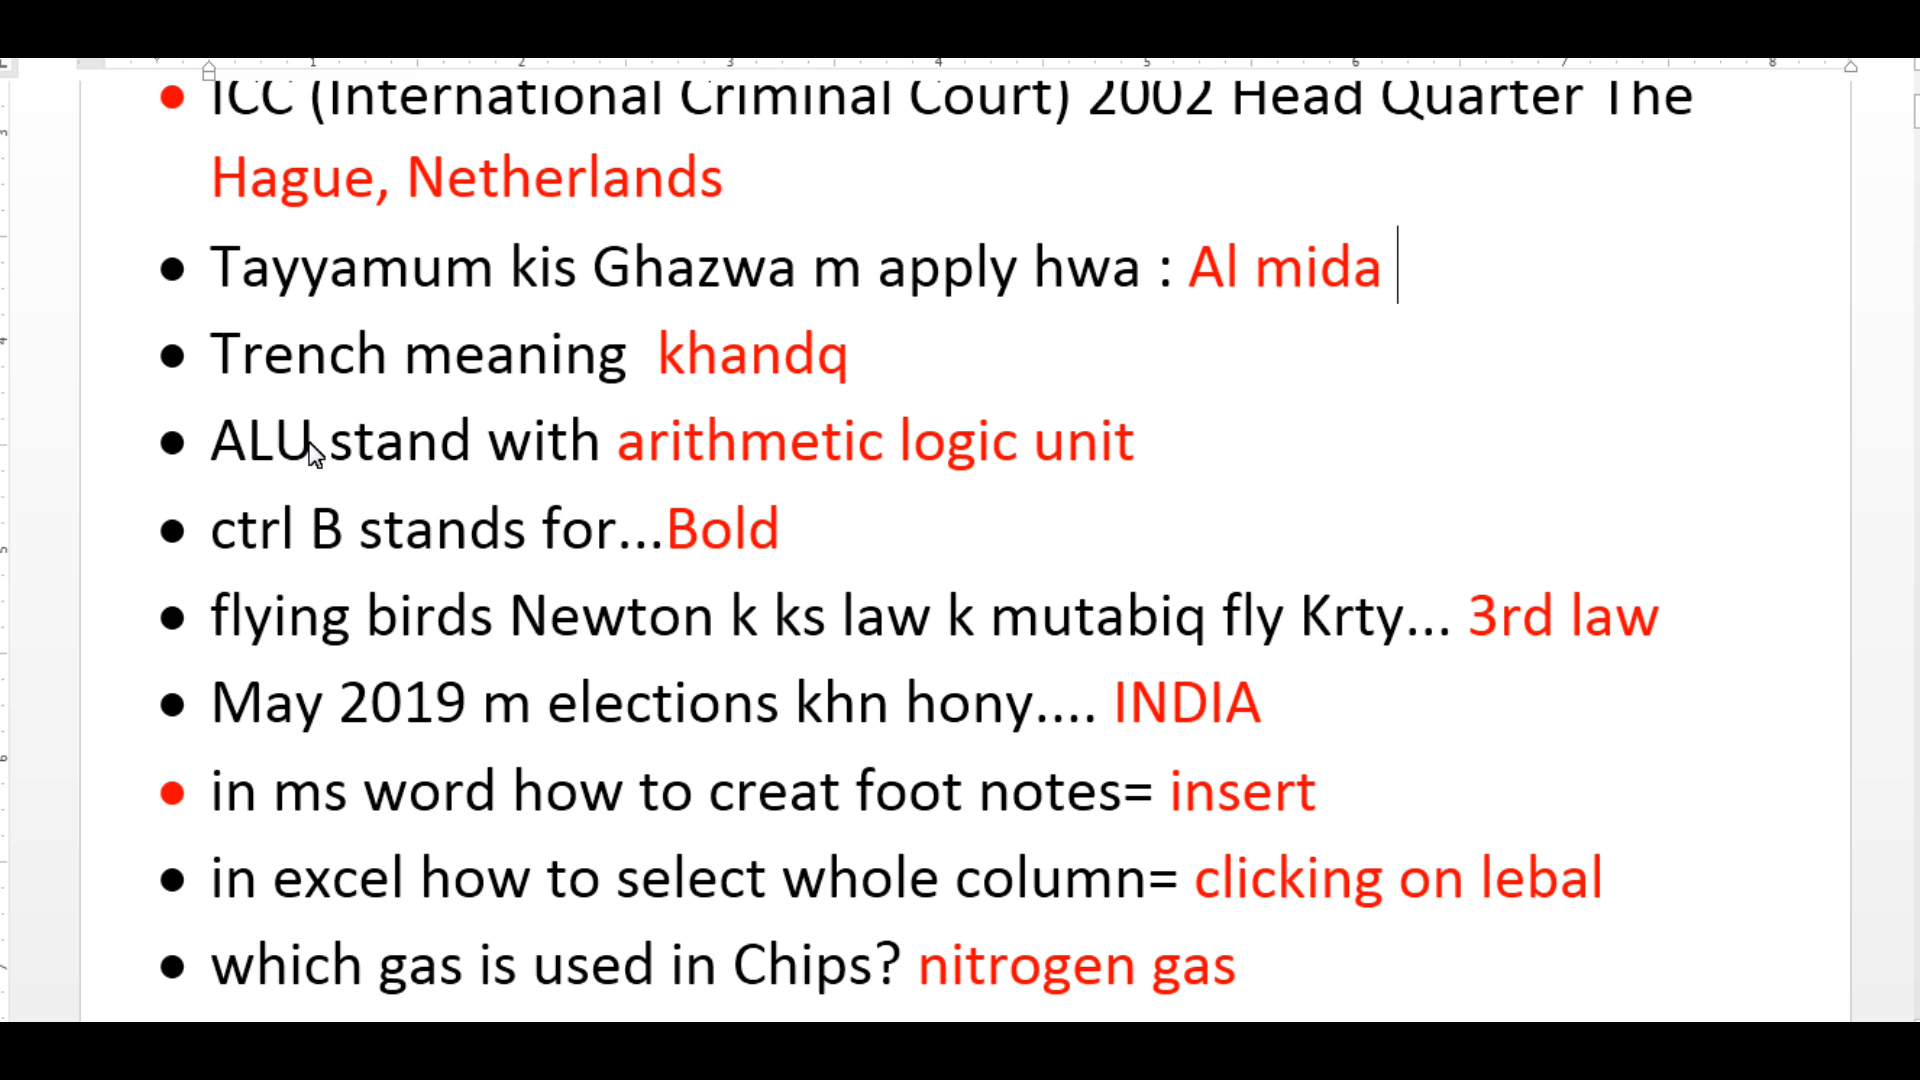 ICC (International Criminal Court) 2002 Head Quarter The
Hague, Netherlands
Tayyamum kis Ghazwa m apply hwa : Al mida
Trench meaning khandq
ALU stand with arithmetic logic unit
ctrl B stands for...Bold
flying birds Newton k ks law k mutabiq fly Krty... 3rd law
May 2019 m elections khn hony.... INDIA
in ms word how to creat foot notes= insert
in excel how to select whole column= clicking on lebal
which gas is used in Chips? nitrogen gas